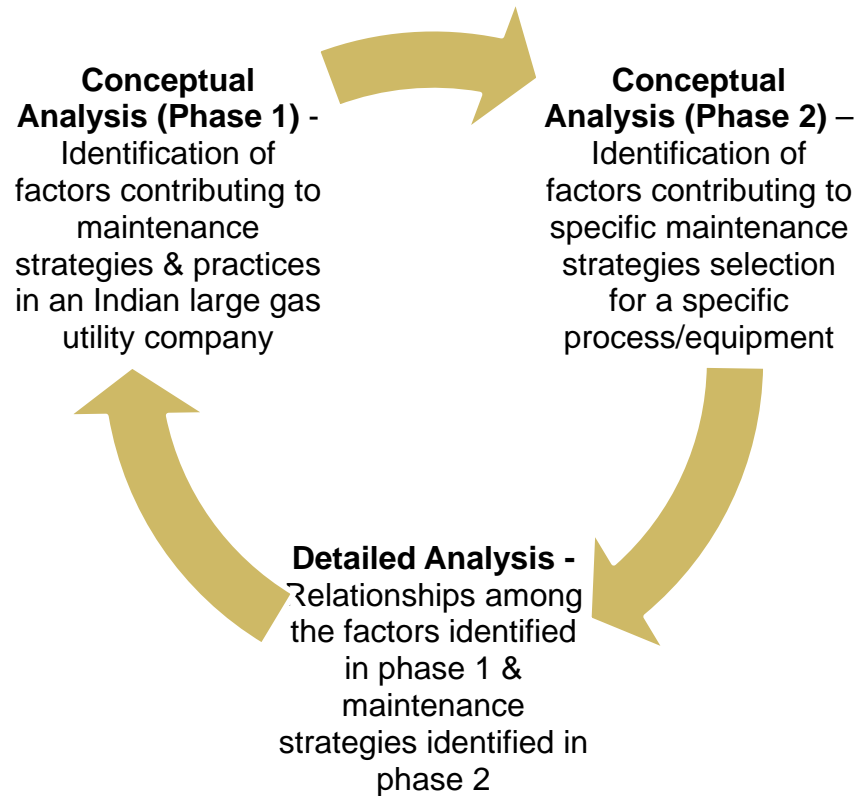 Conceptual
Analysis (Phase 1) -
Identification of
factors contributing to
maintenance
strategies & practices
in an Indian large gas
utility company
Conceptual
Analysis (Phase 2) –
Identification of
factors contributing to
specific maintenance
strategies selection
for a specific
process/equipment
Detailed Analysis -
Relationships among
the factors identified
in phase 1 &
maintenance
strategies identified in
phase 2